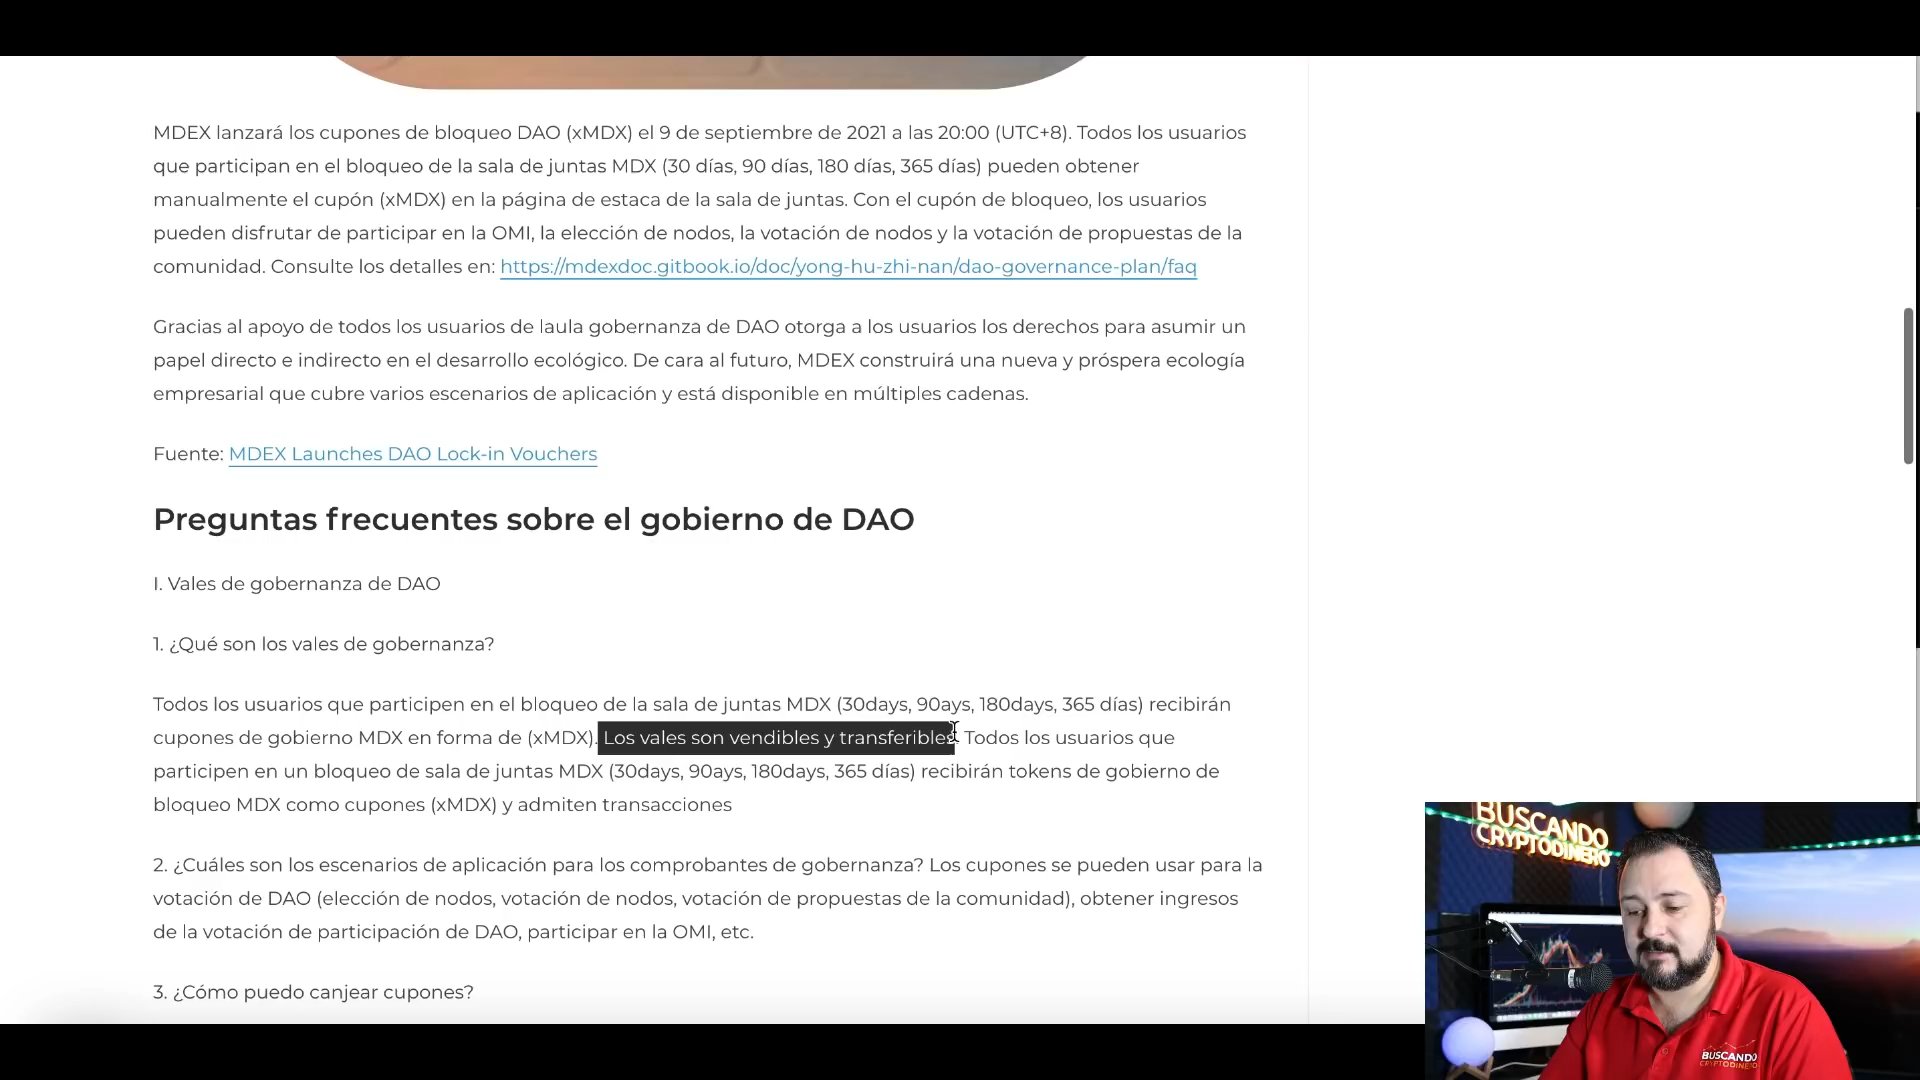 MDEX lanzará los cupones de bloqueo DAO (xMDX) el 9 de septiembre de 2021 a las 20:00 (UTC+8). Todos los usuarios
que participan en el bloqueo de la sala de juntas MDX (30 días, 90 días, 180 días, 365 días) pueden obtener
manualmente el cupón (xMDX) en la página de estaca de la sala de juntas. Con el cupón de bloqueo, los usuarios
pueden disfrutar de participar en la OMI, la elección de nodos, la votación de nodos y la votación de propuestas de la
comunidad. Consulte los detalles en: https://mdexdoc.gitbook.io/doc/yong-hu-zhi-nan/dao-governance-plan/faq
Gracias al apoyo de todos los usuarios de laula gobernanza de DAO otorga a los usuarios los derechos para asumir un
papel directo e indirecto en el desarrollo ecológico. De cara al futuro, MDEX construirá una nueva y próspera ecología
empresarial que cubre varios escenarios de aplicación y está disponible en múltiples cadenas.
Fuente: MDEX Launches DAO Lock-in Vouchers
Preguntas frecuentes sobre el gobierno de DAO
I. Vales de gobernanza de DAO
1. ¿Qué son los vales de gobernanza?
Todos los usuarios que participen en el bloqueo de la sala de juntas MDX (30days, 90ays, 180days, 365 días) recibirán
cupones de gobierno MDX en forma de (xMDX). Los vales son vendibles y transferibles. Todos los usuarios que
participen en un bloqueo de sala de juntas MDX (30days, 90ays, 180days, 365 días) recibirán tokens de gobierno de
bloqueo MDX como cupones (xMDX) y admiten transacciones
2. ¿Cuáles son los escenarios de aplicación para los comprobantes de gobernanza? Los cupones se pueden usar para la
votación de DAO (elección de nodos, votación de nodos, votación de propuestas de la comunidad), obtener ingresos
de la votación de participación de DAO, participar en la OMI, etc.
3. ¿Cómo puedo canjear cupones?
BUSCANDO
CRYPTODINERO
BUSCANDO
CRYPTODINERO